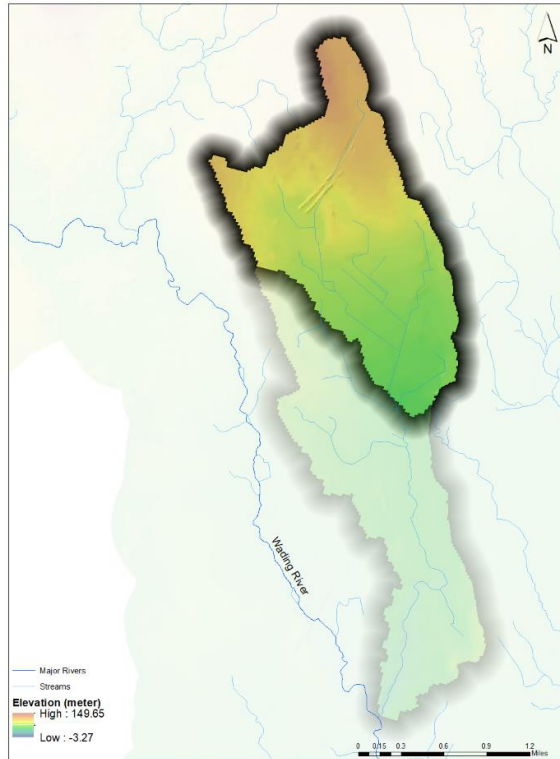 N
Wading River
Major Rivers
Streams
Elevation (meter)
High : 149.65
Low : -3.27
0 0.15 0.3 0.6 0.9 1.2
Miles